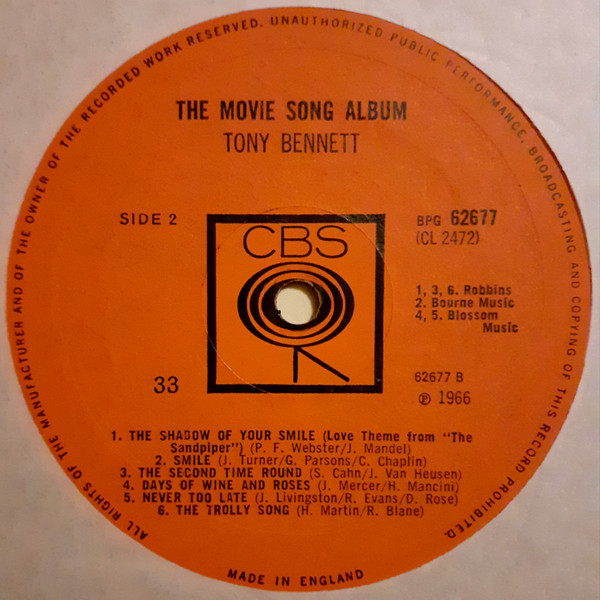 ALL RIGHTS OF THE MANUFACTURER AND OF THE OWNER OF THE RECORDED WORK RESERVED. UNAUTHORIZED PUBLIC PERFORMANCE, BROADCASTING AND COPYING OF THIS RECORD PROHIBITED.
THE MOVIE SONG ALBUM
TONY BENNETT
SIDE 2
CBS
BPG 62677
(CL 2472)
1, 3, 6. Robbins
2. Bourne Music
4, 5. Blossom
Music
33
62677 B
℗ 1966
1. THE SHADOW OF YOUR SMILE (Love Theme from "The
Sandpiper") (P. F. Webster/J. Mandel)
2. SMILE (J. Turner/G. Parsons/C. Chaplin)
3. THE SECOND TIME ROUND (S. Cahn/J. Van Heusen)
4. DAYS OF WINE AND ROSES (J. Mercer/H. Mancini)
5. NEVER TOO LATE (J. Livingston/R. Evans/D. Rose)
6. THE TROLLY SONG (H. Martin/R. Blane)
MADE IN ENGLAND